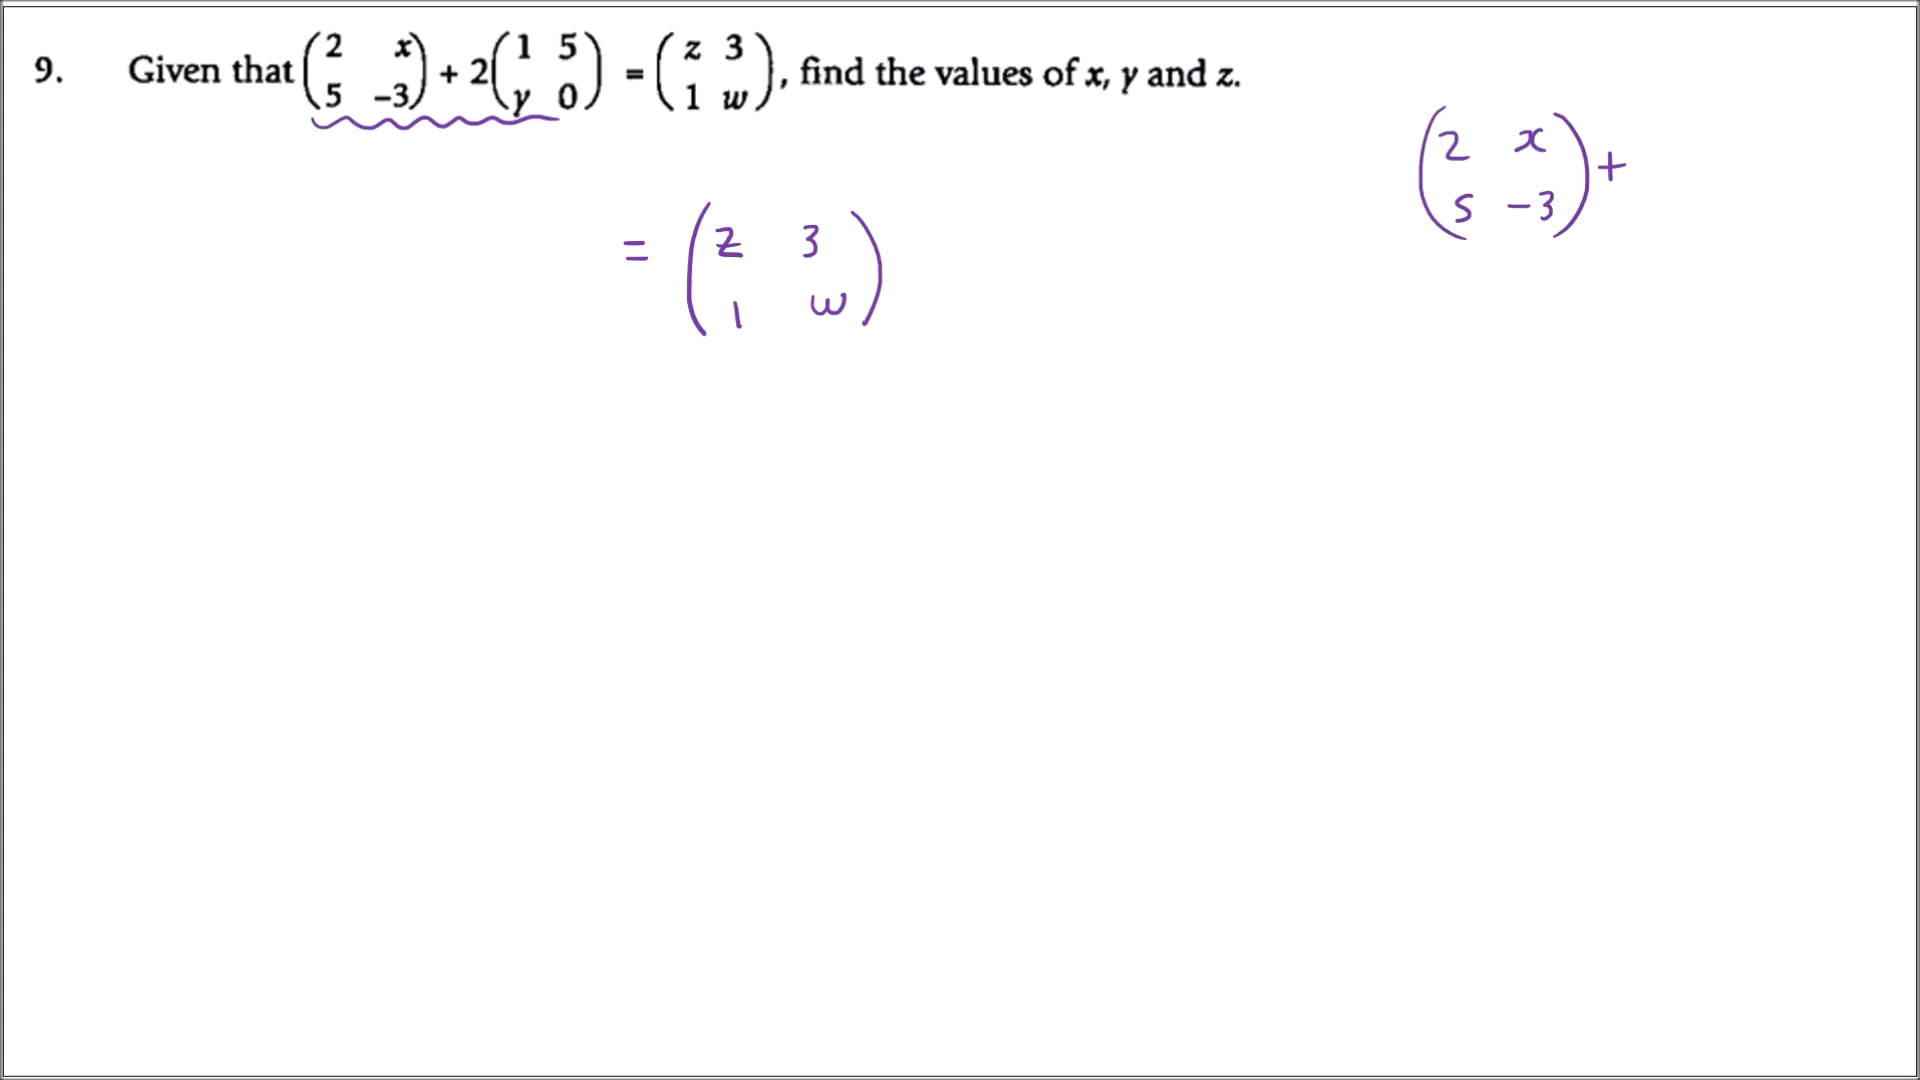 9. Given that (2 x) + 2(1 5) = (z 3), find the values of x, y and z.
(5 -3) (y 0) (1 w)
(2 x) +
(5 -3)
= (z 3)
(1 w)